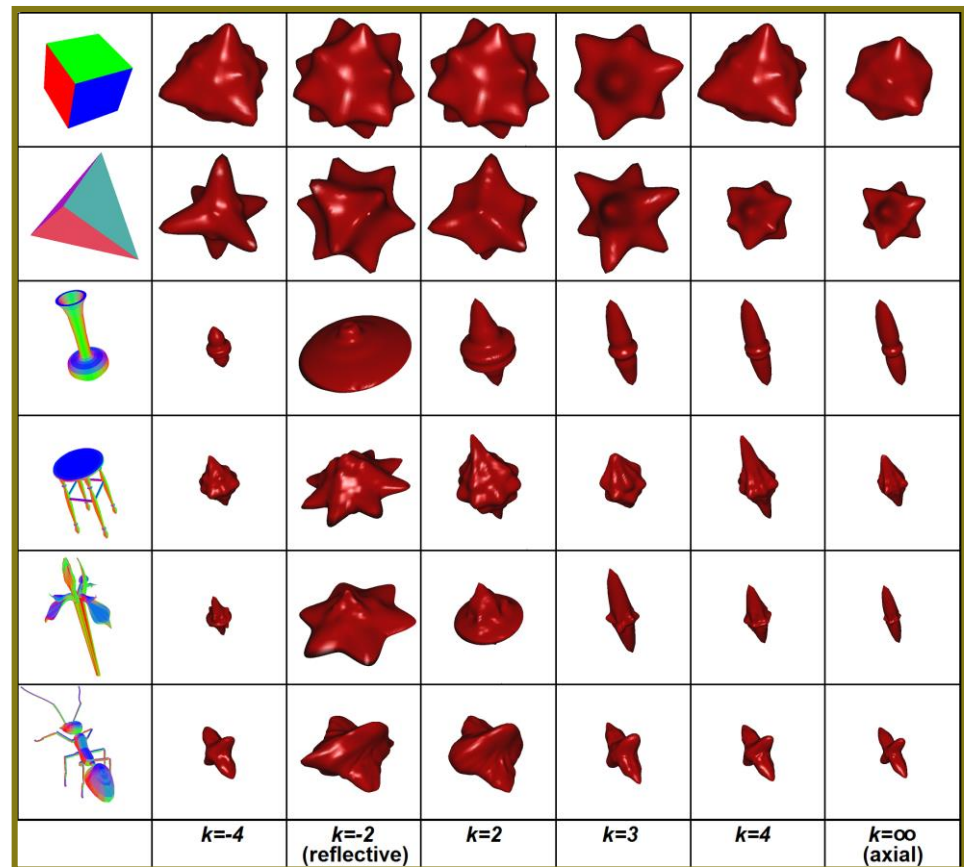 k=-4 k=-2 k=2 k=3 k=4 k=∞
(reflective) (axial)